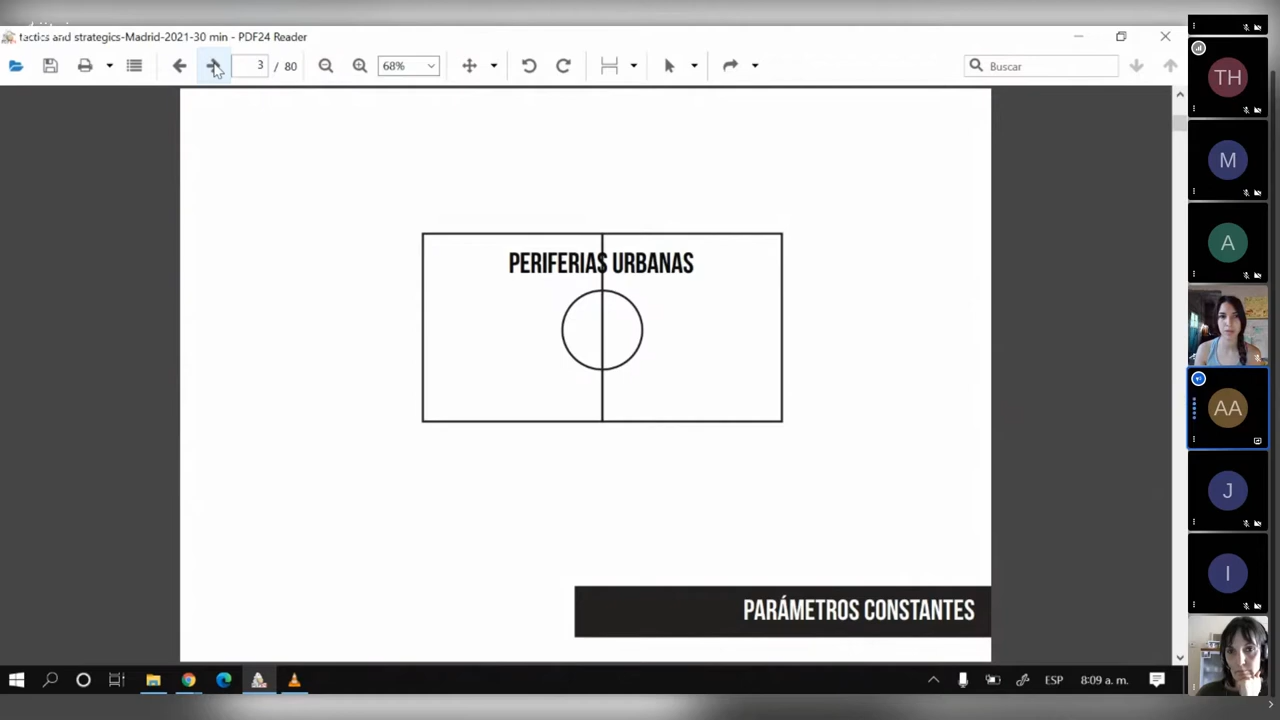 tactics and strategics-Madrid-2021-30 min - PDF24 Reader
3 / 80
68%
Buscar
PERIFERIAS URBANAS
PARÁMETROS CONSTANTES
TH
M
A
AA
J
I
ESP
8:09 a. m.